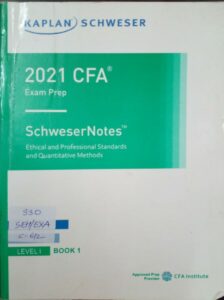 KAPLAN SCHWESER
2021 CFA®
Exam Prep
SchweserNotes™
Ethical and Professional Standards
and Quantitative Methods
330
LEVEL I BOOK 1
Approved Prep
Provider
CFA Institute